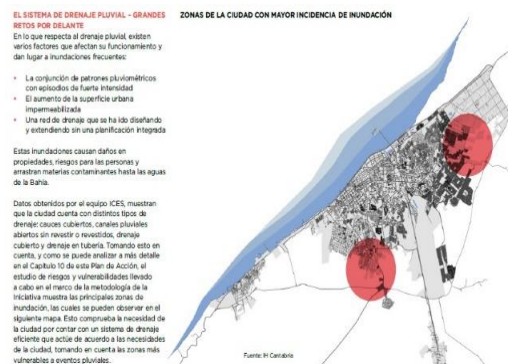 EL SISTEMA DE DRENAJE PLUVIAL - GRANDES
RETOS POR DELANTE
En lo que respecta al drenaje pluvial, existen
varios factores que afectan su funcionamiento y
dan lugar a inundaciones frecuentes:
• La conjunción de patrones pluviométricos
con episodios de fuerte intensidad
• El aumento de la superficie urbana
impermeabilizada
• Una red de drenaje que se ha ido diseñando
y extendiendo sin una planificación integrada
Estas inundaciones causan daños en
propiedades, riesgos para las personas y
arrastran materias contaminantes hasta las aguas
de la Bahía.
Datos obtenidos por el equipo ICES, muestran
que la ciudad cuenta con distintos tipos de
drenaje: cauces cubiertos, canales pluviales
abiertos sin revestir o revestidos, drenaje
cubierto y drenaje en tubería. Tomando esto en
cuenta, y como se puede analizar a más detalle
en el Capítulo 10 de este Plan de Acción, el
estudio de riesgos y vulnerabilidades llevado
a cabo en el marco de la metodología de la
Iniciativa muestra las principales zonas de
inundación, las cuales se pueden observar en el
siguiente mapa. Esto comprueba la necesidad de
la ciudad por contar con un sistema de drenaje
eficiente que actúe de acuerdo a las necesidades
de la ciudad, tomando en cuenta las zonas más
vulnerables a eventos pluviales.
ZONAS DE LA CIUDAD CON MAYOR INCIDENCIA DE INUNDACIÓN
Fuente: IH Cantabria